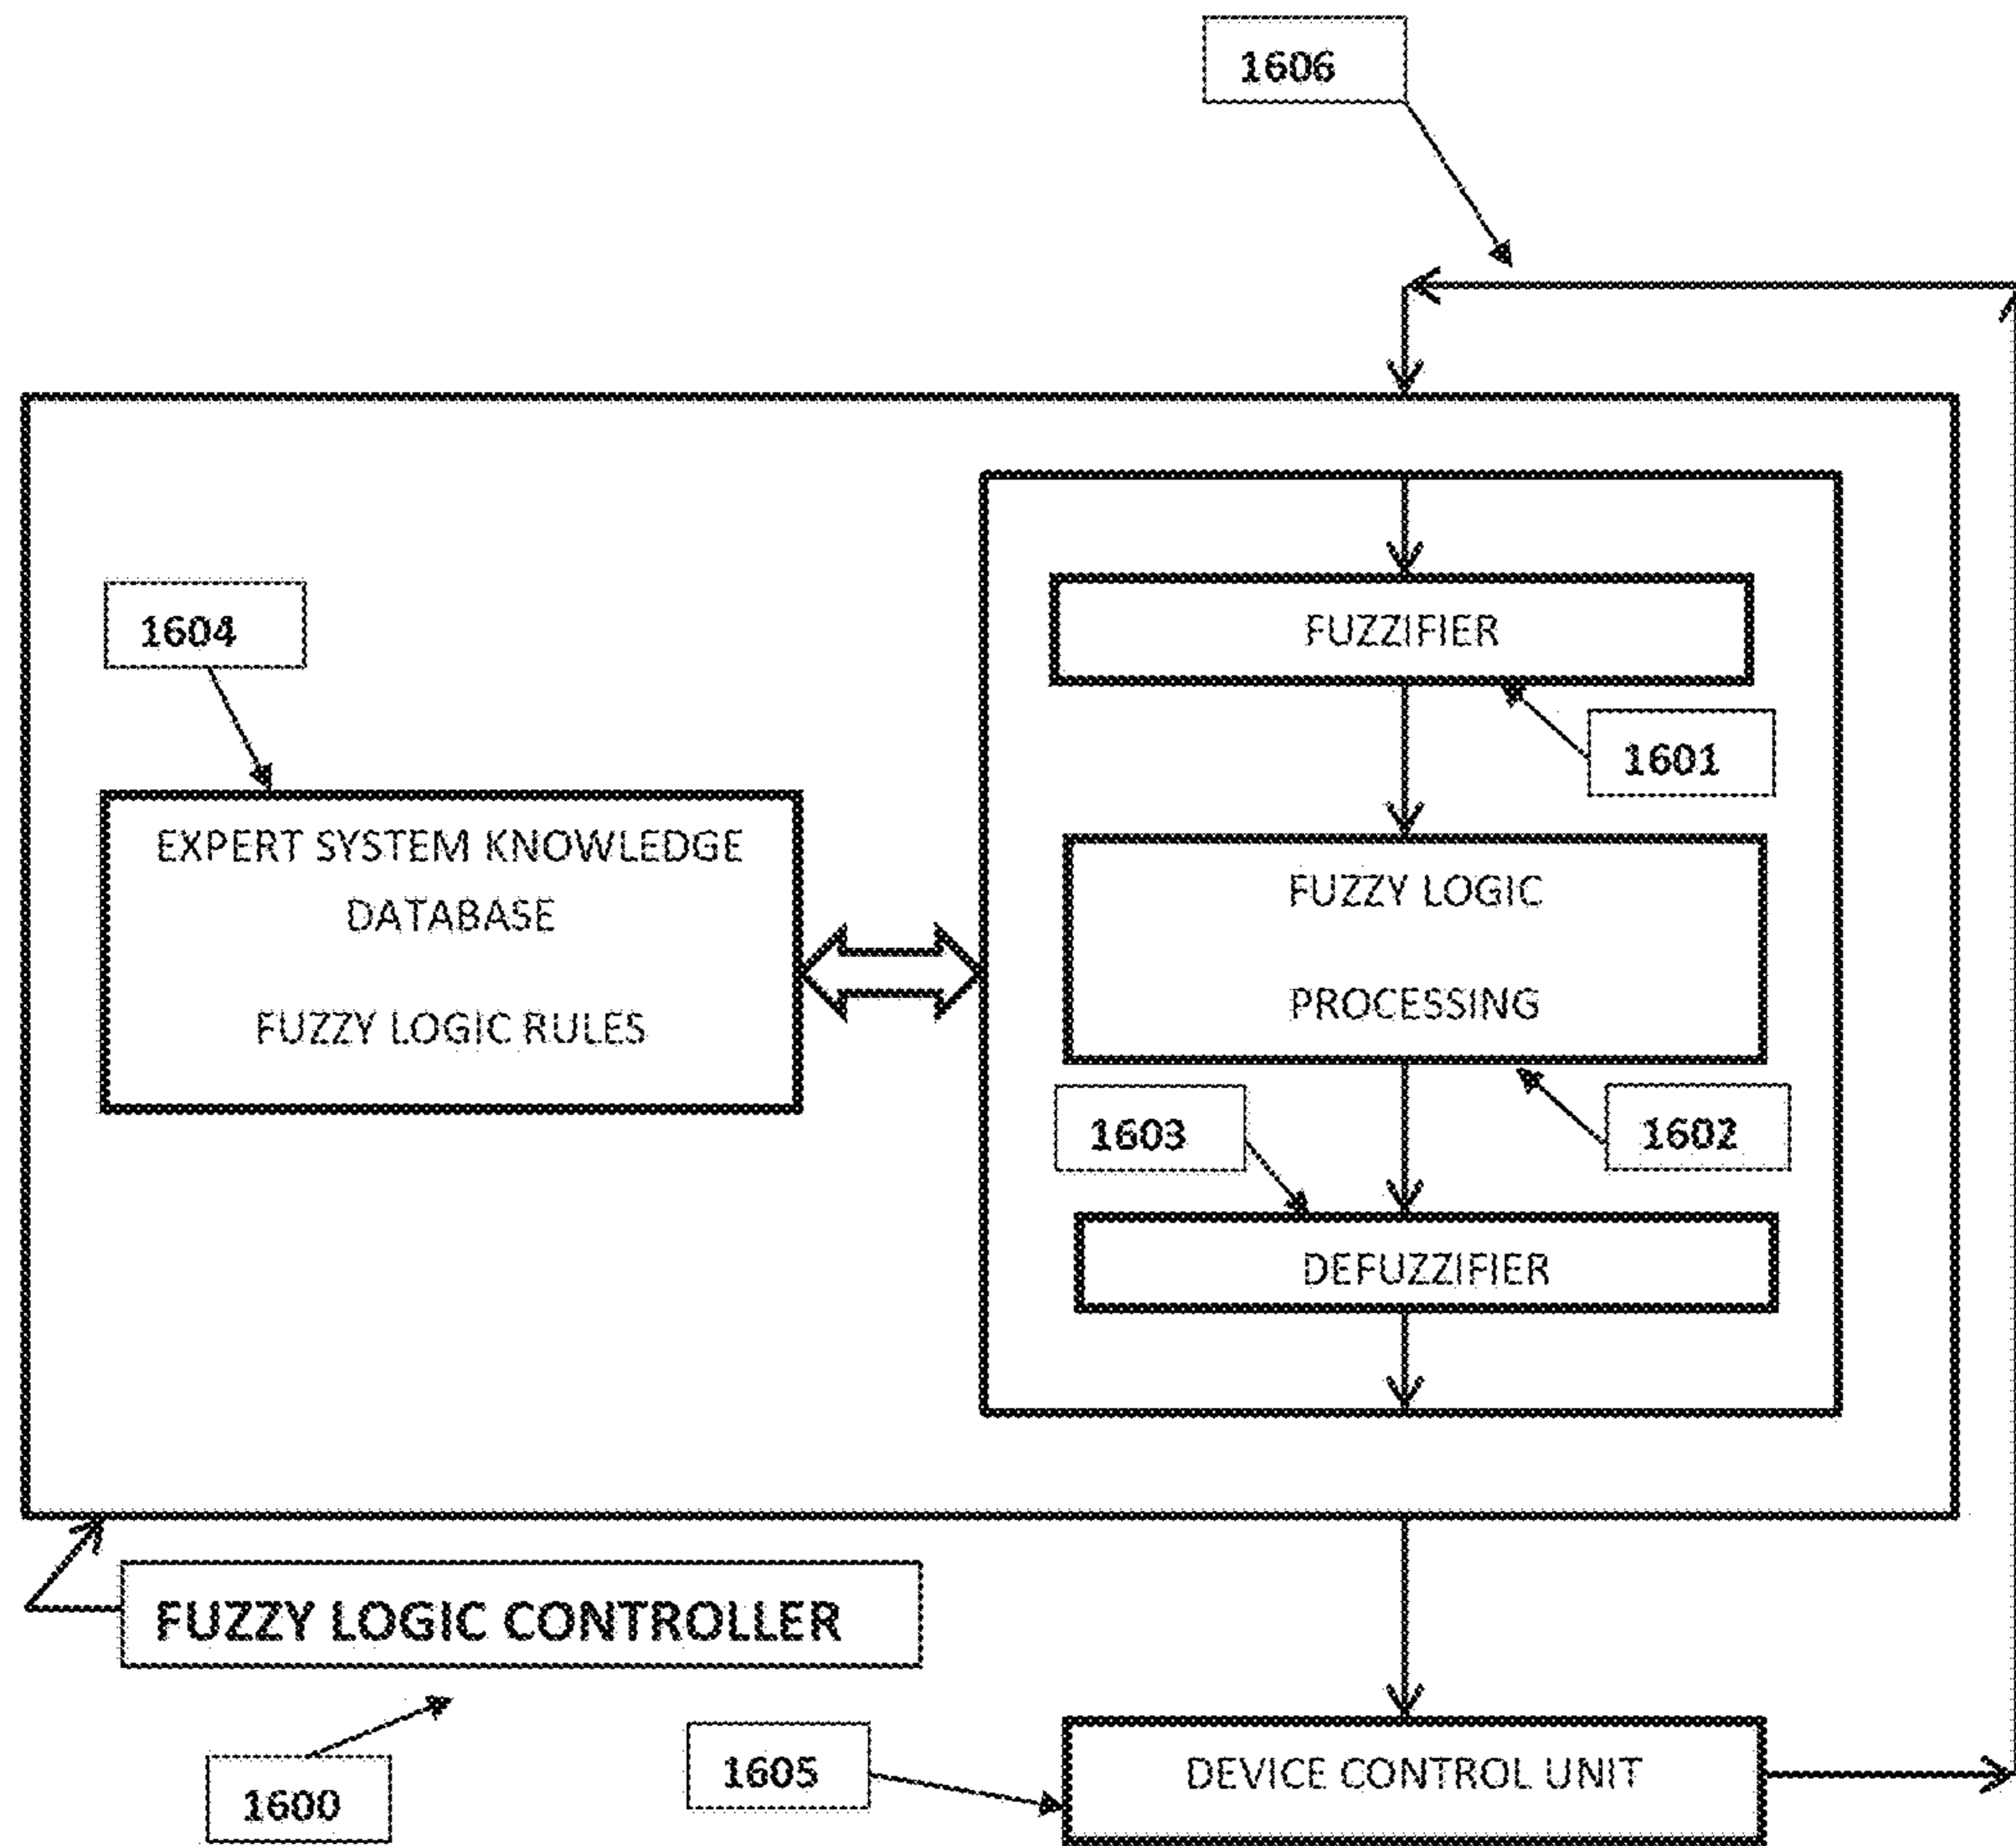 1606
FUZZIFIER
1604
1601
EXPERT SYSTEM KNOWLEDGE
DATABASE
FUZZY LOGIC RULES
FUZZY LOGIC
PROCESSING
1603
1602
DEFUZZIFIER
FUZZY LOGIC CONTROLLER
1600
1605
DEVICE CONTROL UNIT